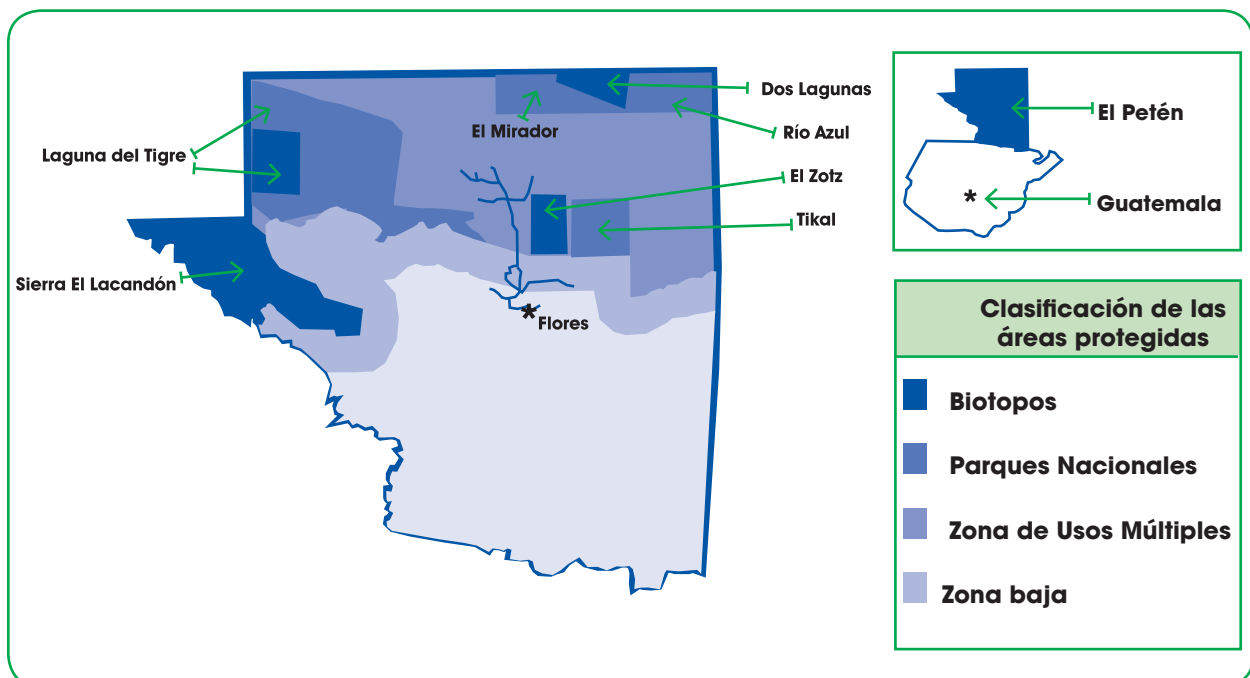 Dos Lagunas
El Mirador
Río Azul
Laguna del Tigre
El Zotz
Tikal
Sierra El Lacandón
*Flores
El Petén
*
Guatemala
Clasificación de las
áreas protegidas
Biotopos
Parques Nacionales
Zona de Usos Múltiples
Zona baja